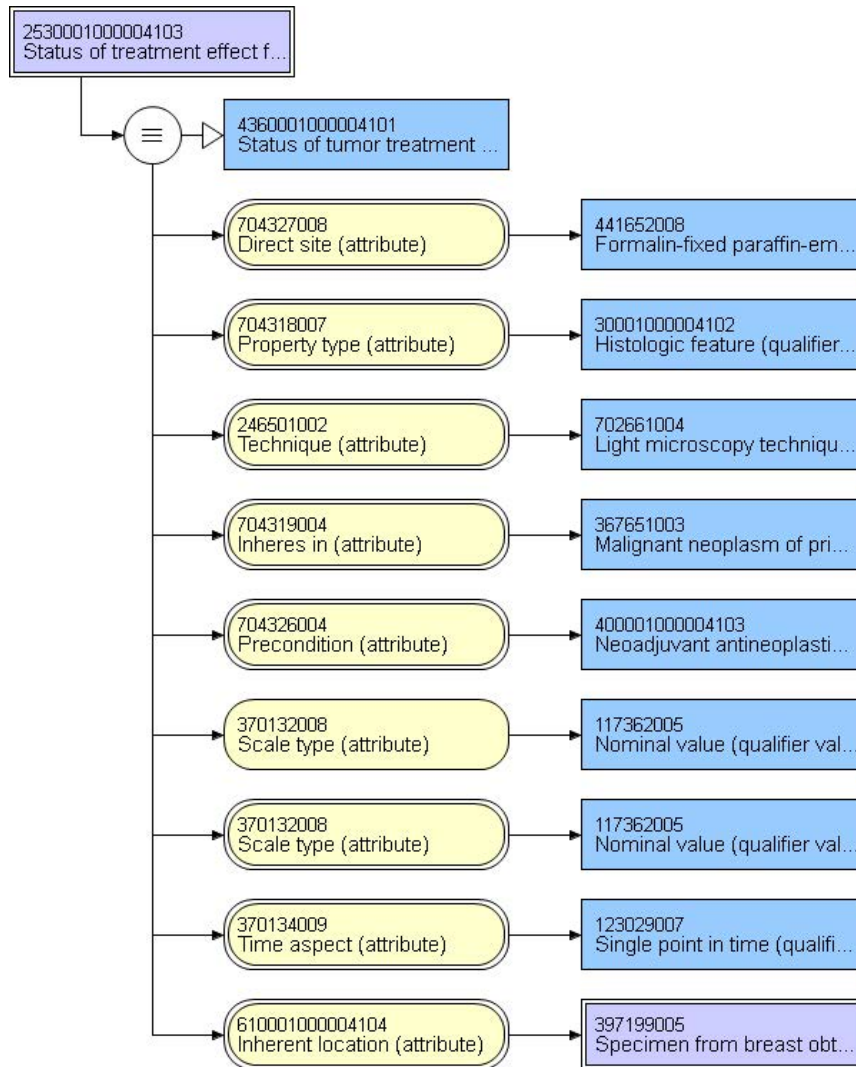 2530001000004103
Status of treatment effect f...
4360001000004101
Status of tumor treatment ...
704327008
Direct site (attribute)
441652008
Formalin-fixed paraffin-em...
704318007
Property type (attribute)
30001000004102
Histologic feature (qualifier...
246501002
Technique (attribute)
702661004
Light microscopy techniqu...
704319004
Inheres in (attribute)
367651003
Malignant neoplasm of pri...
704326004
Precondition (attribute)
400001000004103
Neoadjuvant antineoplasti...
370132008
Scale type (attribute)
117362005
Nominal value (qualifier val...
370132008
Scale type (attribute)
117362005
Nominal value (qualifier val...
370134009
Time aspect (attribute)
123029007
Single point in time (qualifi...
610001000004104
Inherent location (attribute)
397199005
Specimen from breast obt...